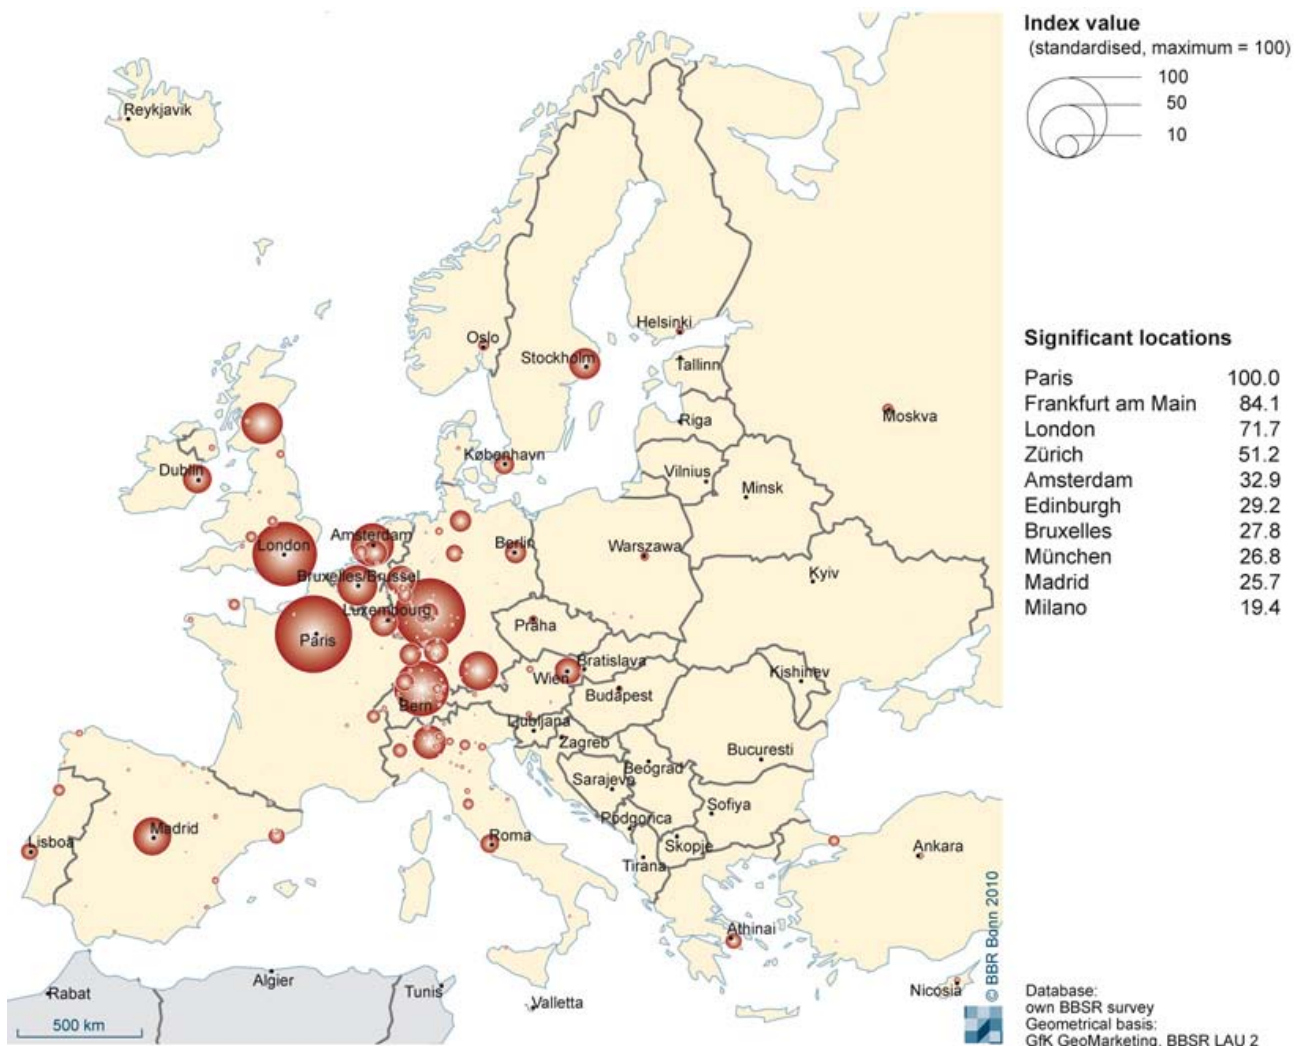 Reykjavik
Helsinki
Oslo
Stockholm
Tallinn
Moskva
Riga
København
Dublin
Vilnius
Minsk
Amsterdam
London
Berlin
Warszawa
Bruxelles/Brussel
Kyiv
Luxembourg
Praha
Paris
Bratislava
Kishinev
Wien
Budapest
Bern
Ljubljana
Zagreb
Bucuresti
Beograd
Sarajevo
Sofiya
Podgorica
Madrid
Roma
Lisboa
Skopje
Ankara
Tirana
Athinai
Algier
Rabat
Tunis
Valletta
Nicosia
500 km
© BBR Bonn 2010
Index value
(standardised, maximum = 100)
100
50
10
Significant locations
Paris 100.0
Frankfurt am Main 84.1
London 71.7
Zürich 51.2
Amsterdam 32.9
Edinburgh 29.2
Bruxelles 27.8
München 26.8
Madrid 25.7
Milano 19.4
Database:
own BBSR survey
Geometrical basis:
GfK GeoMarketing, BBSR LAU 2